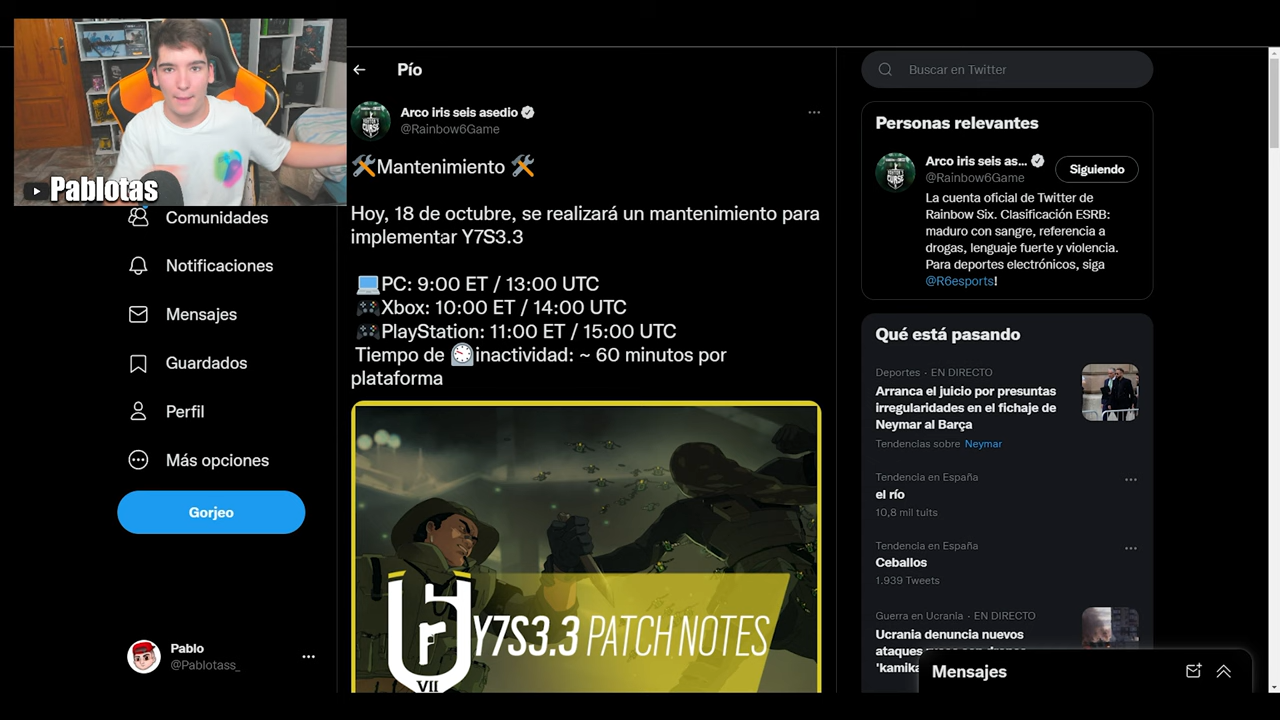 Pablotas
Comunidades
Notificaciones
Mensajes
Guardados
Perfil
Más opciones
Gorjeo
Pablo
@Pablotass_
Pío
Arco iris seis asedio
@Rainbow6Game
🛠Mantenimiento 🛠
Hoy, 18 de octubre, se realizará un mantenimiento para
implementar Y7S3.3
💻PC: 9:00 ET / 13:00 UTC
🎮Xbox: 10:00 ET / 14:00 UTC
🎮PlayStation: 11:00 ET / 15:00 UTC
Tiempo de 🕓inactividad: ~ 60 minutos por
plataforma
Y7S3.3 PATCH NOTES
VII
Buscar en Twitter
Personas relevantes
Arco iris seis as...
@Rainbow6Game
Siguiendo
La cuenta oficial de Twitter de
Rainbow Six. Clasificación ESRB:
maduro con sangre, referencia a
drogas, lenguaje fuerte y violencia.
Para deportes electrónicos, siga
@R6esports!
Qué está pasando
Deportes · EN DIRECTO
Arranca el juicio por presuntas
irregularidades en el fichaje de
Neymar al Barça
Tendencias sobre Neymar
Tendencia en España
el río
10,8 mil tuits
Tendencia en España
Ceballos
1.939 Tweets
Guerra en Ucrania · EN DIRECTO
Ucrania denuncia nuevos
ataques
'kamika
Mensajes